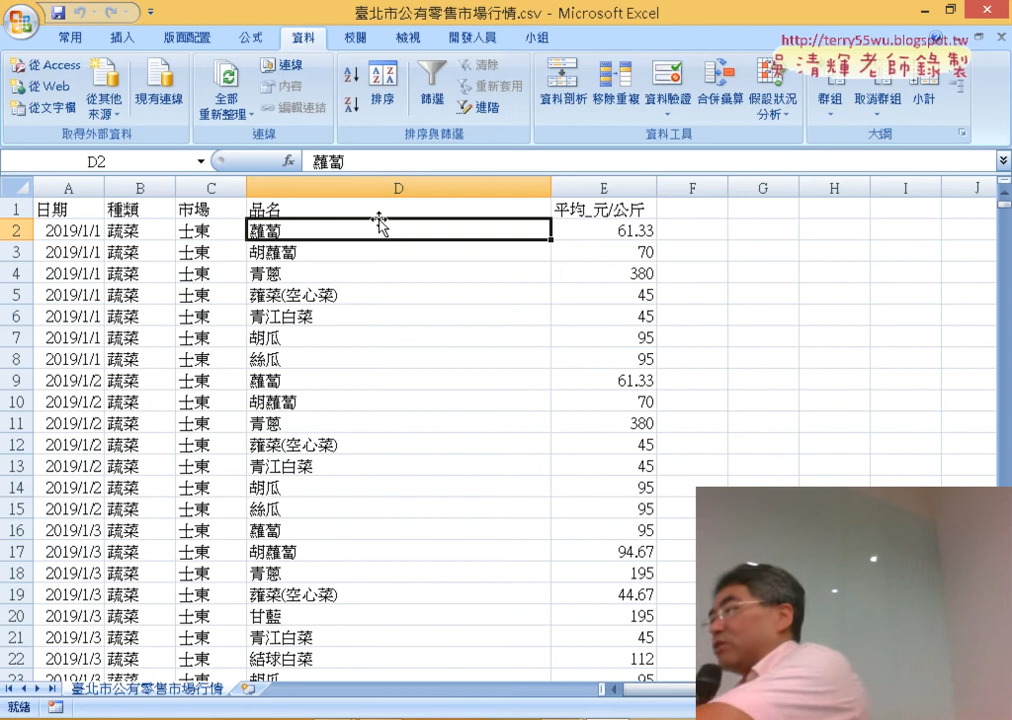 臺北市公有零售市場行情.csv - Microsoft Excel
常用 插入 版面配置 公式 資料 校閱 檢視 開發人員 小組
http://terry55wu.blogspot.tw
吳清輝老師錄製
從 Access
從 Web
從文字檔
從其他來源
現有連線
全部重新整理
連線
內容
編輯連結
排序
篩選
清除
重新套用
進階
資料剖析
移除重複
資料驗證
合併彙算
假設狀況分析
群組
取消群組
小計
取得外部資料 連線 排序與篩選 資料工具 大綱
D2 fx 蘿蔔
A B C D E F G H I J
1 日期 種類 市場 品名 平均_元/公斤
2 2019/1/1 蔬菜 士東 蘿蔔 61.33
3 2019/1/1 蔬菜 士東 胡蘿蔔 70
4 2019/1/1 蔬菜 士東 青蔥 380
5 2019/1/1 蔬菜 士東 蕹菜(空心菜) 45
6 2019/1/1 蔬菜 士東 青江白菜 45
7 2019/1/1 蔬菜 士東 胡瓜 95
8 2019/1/1 蔬菜 士東 絲瓜 95
9 2019/1/2 蔬菜 士東 蘿蔔 61.33
10 2019/1/2 蔬菜 士東 胡蘿蔔 70
11 2019/1/2 蔬菜 士東 青蔥 380
12 2019/1/2 蔬菜 士東 蕹菜(空心菜) 45
13 2019/1/2 蔬菜 士東 青江白菜 45
14 2019/1/2 蔬菜 士東 胡瓜 95
15 2019/1/2 蔬菜 士東 絲瓜 95
16 2019/1/3 蔬菜 士東 蘿蔔 95
17 2019/1/3 蔬菜 士東 胡蘿蔔 94.67
18 2019/1/3 蔬菜 士東 青蔥 195
19 2019/1/3 蔬菜 士東 蕹菜(空心菜) 44.67
20 2019/1/3 蔬菜 士東 甘藍 195
21 2019/1/3 蔬菜 士東 青江白菜 45
22 2019/1/3 蔬菜 士東 結球白菜 112
23 2019/1/3 蔬菜 士東 胡瓜 95
臺北市公有零售市場行情
就緒